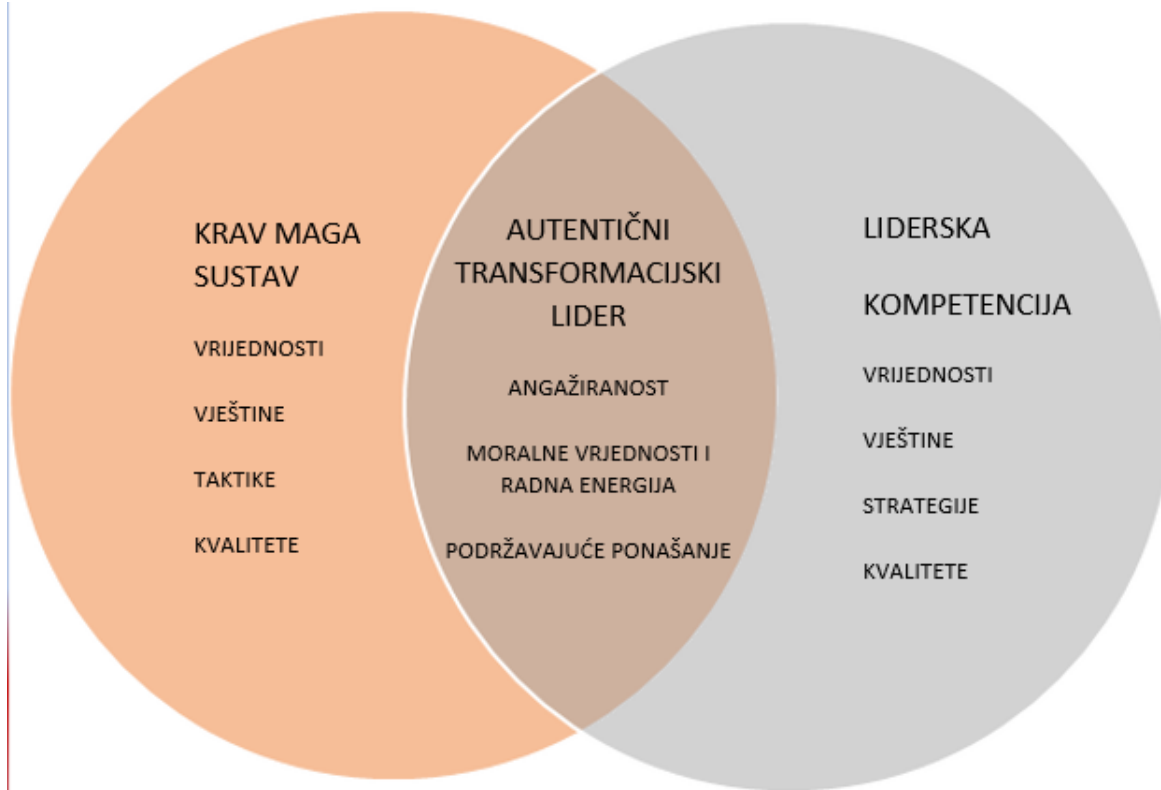 KRAV MAGA
SUSTAV
VRIJEDNOSTI
VJEŠTINE
TAKTIKE
KVALITETE
AUTENTIČNI
TRANSFORMACIJSKI
LIDER
ANGAŽIRANOST
MORALNE VRJEDNOSTI I
RADNA ENERGIJA
PODRŽAVAJUĆE PONAŠANJE
LIDERSKA
KOMPETENCIJA
VRIJEDNOSTI
VJEŠTINE
STRATEGIJE
KVALITETE